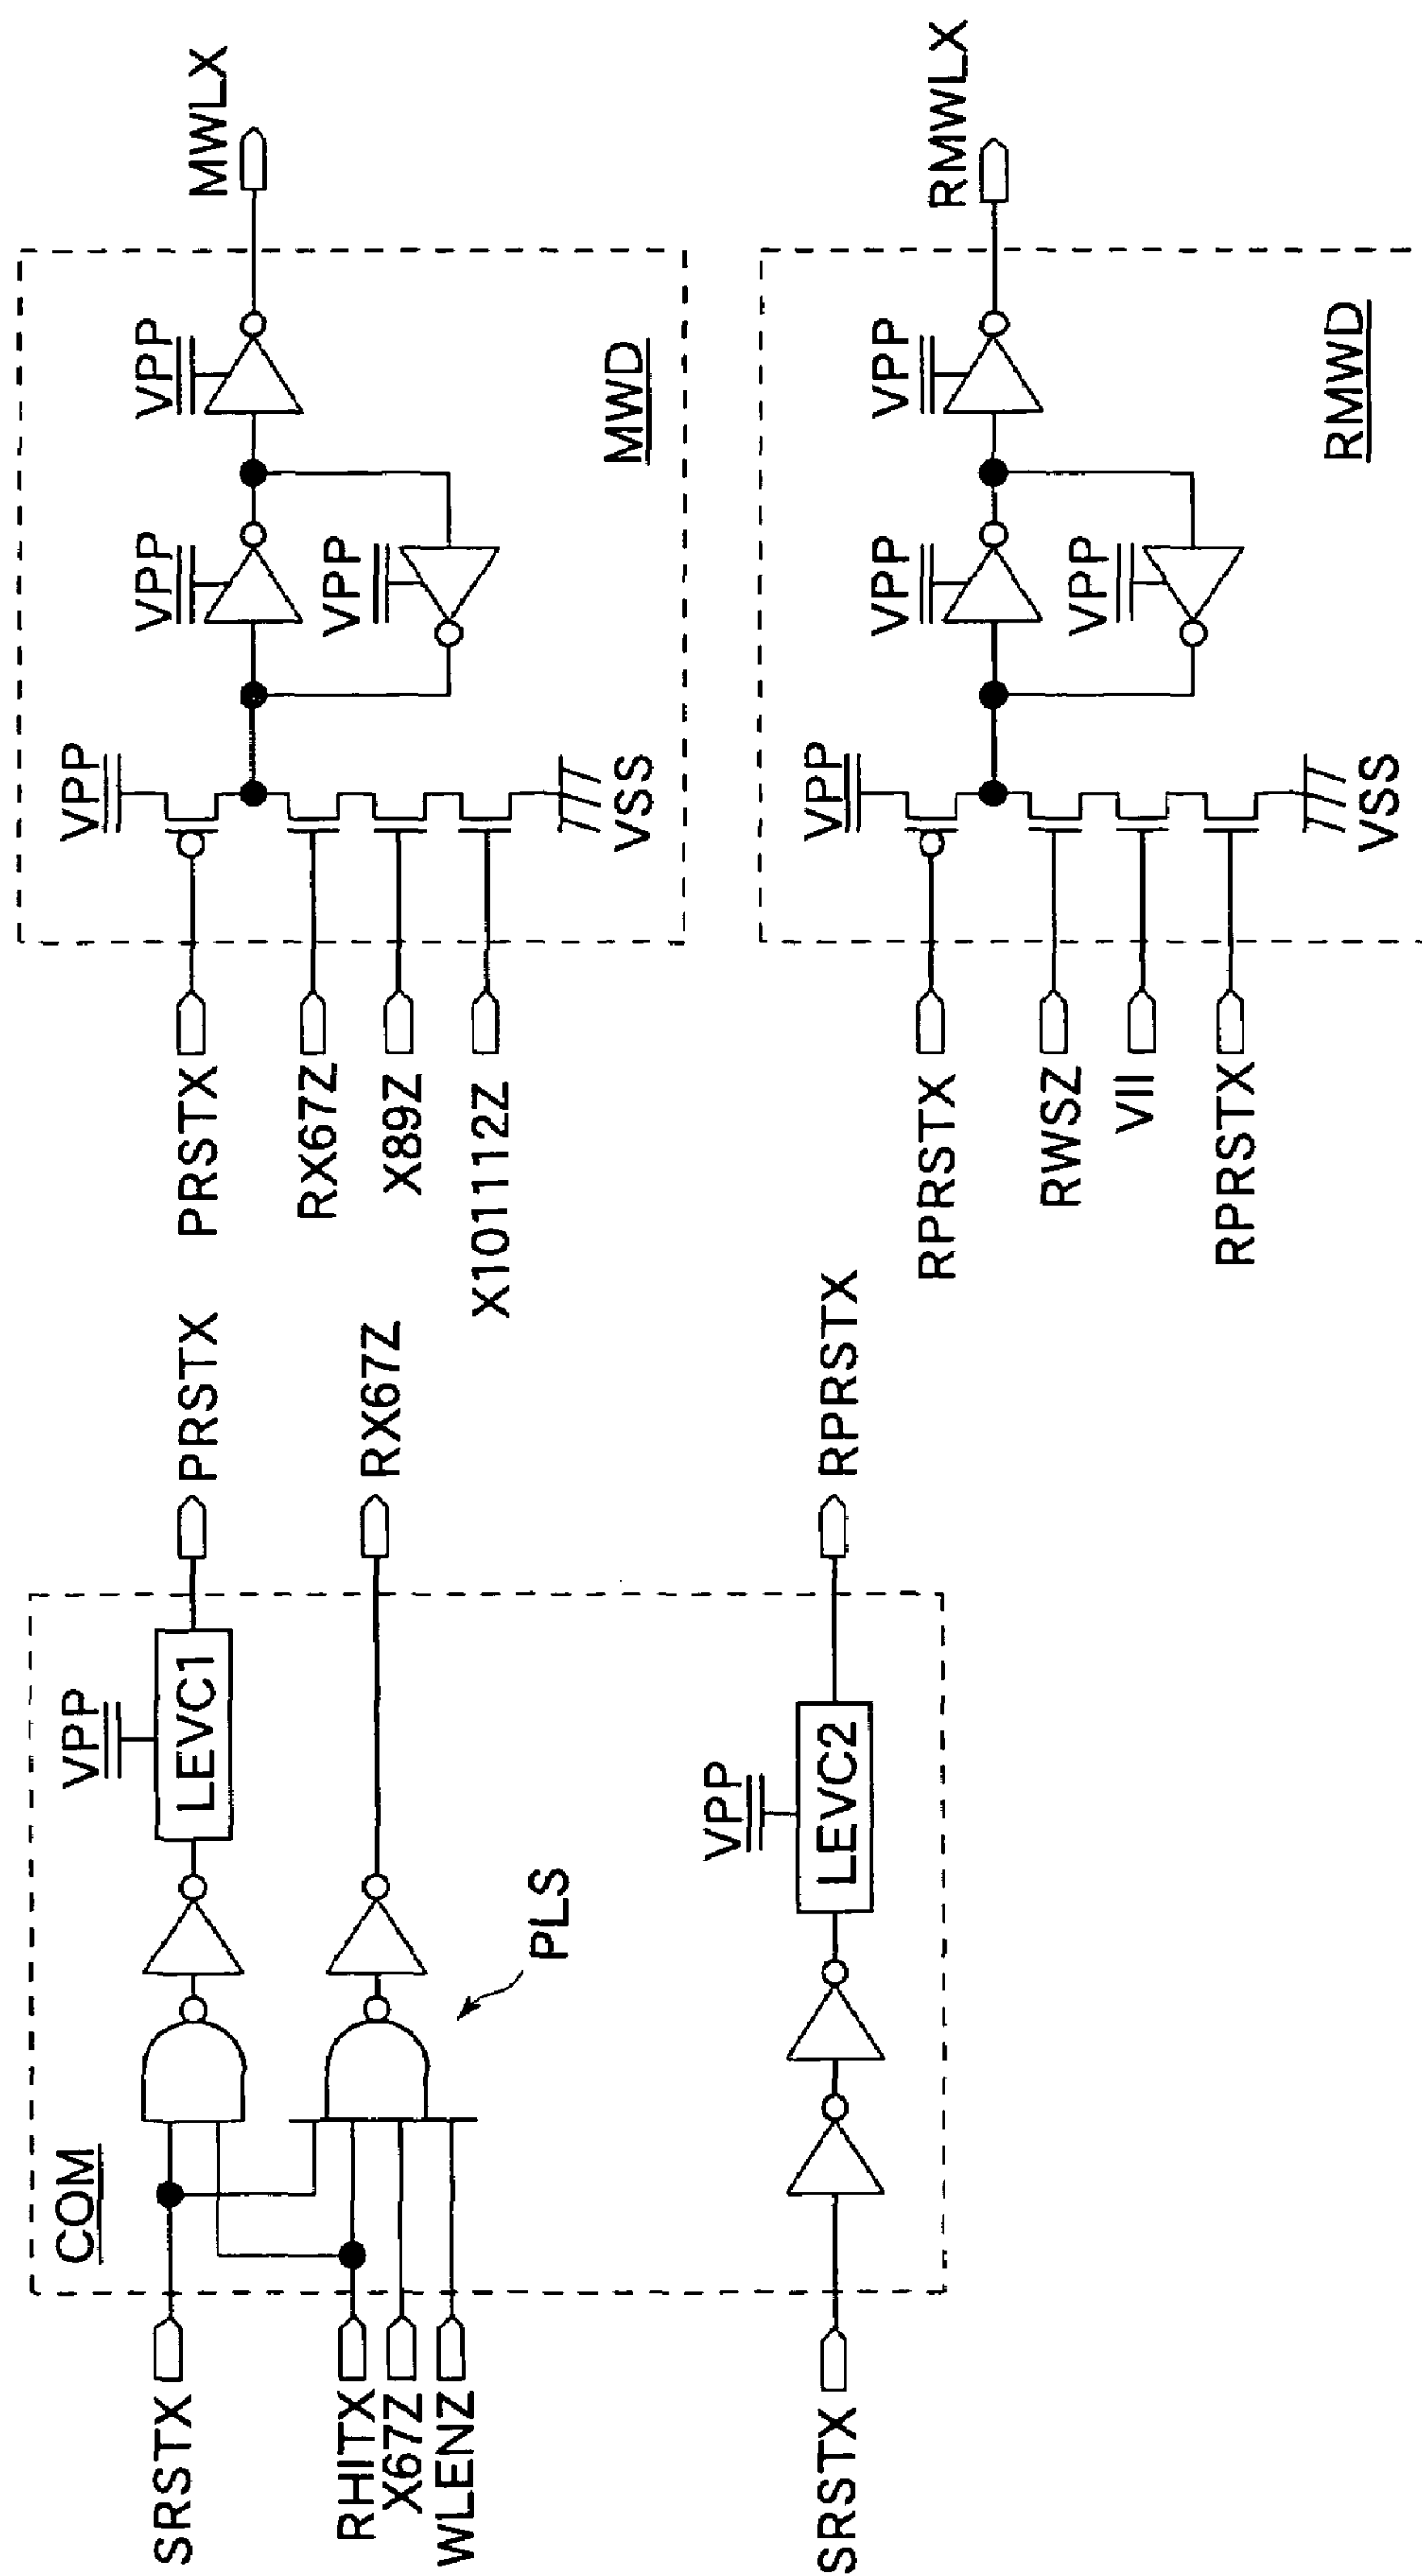 COM
SRSTX
RHITX
X67Z
WLENZ
VPP
LEVC1
PRSTX
RX67Z
PLS
SRSTX
VPP
LEVC2
RPRSTX
PRSTX
RX67Z
X89Z
X101112Z
VPP
VPP
VPP
VPP
VSS
MWD
MWLX
RPRSTX
RWSZ
VII
RPRSTX
VPP
VPP
VPP
VPP
VSS
RMWD
RMWLX